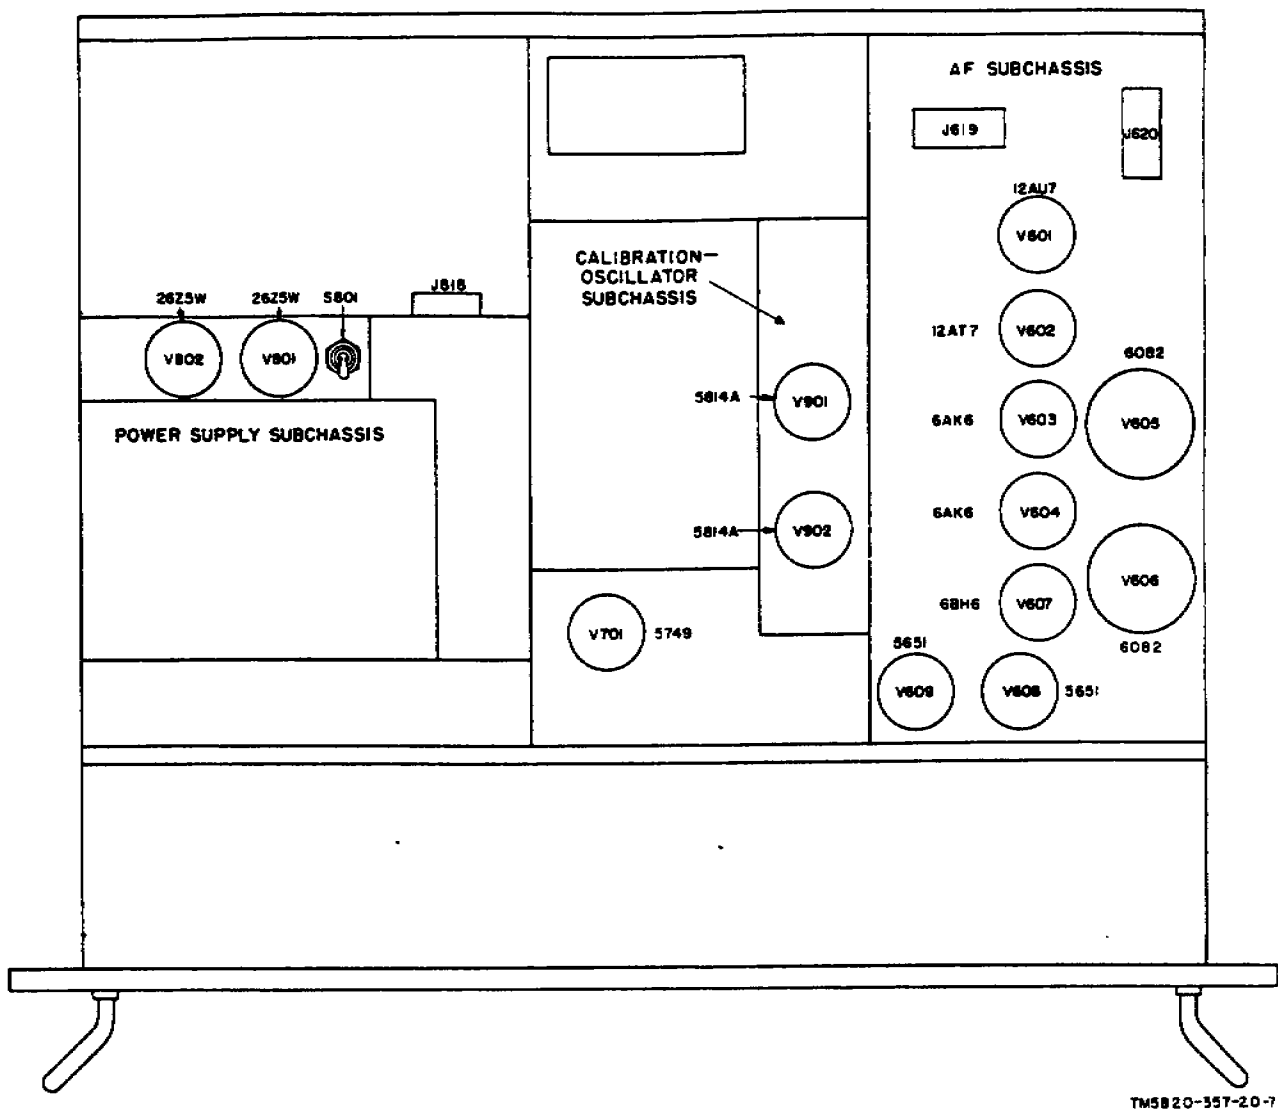 AF SUBCHASSIS
J619
J620
12AU7
V601
CALIBRATION—
OSCILLATOR
SUBCHASSIS
26Z5W
26Z5W
S801
J818
V802
V801
12AT7
V602
6082
5814A
V901
6AK6
V603
V605
POWER SUPPLY SUBCHASSIS
6AK6
V604
5814A
V902
V606
6BH6
V607
V701
5749
5651
6082
V609
V608
5651
TM5820-357-20-7